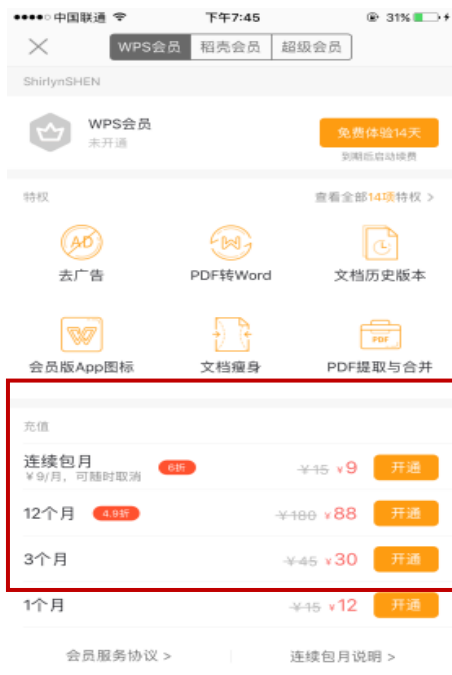 中国联通 下午7:45 31%
WPS会员 稻壳会员 超级会员
ShirlynSHEN
WPS会员
未开通
免费体验14天
到期后启动续费
特权 查看全部14项特权 >
AD
去广告 PDF转Word 文档历史版本
PDF
会员版App图标 文档瘦身 PDF提取与合并
充值
连续包月 6折 ¥15 ¥9 开通
¥9/月，可随时取消
12个月 4.9折 ¥180 ¥88 开通
3个月 ¥45 ¥30 开通
1个月 ¥15 ¥12 开通
会员服务协议 > 连续包月说明 >